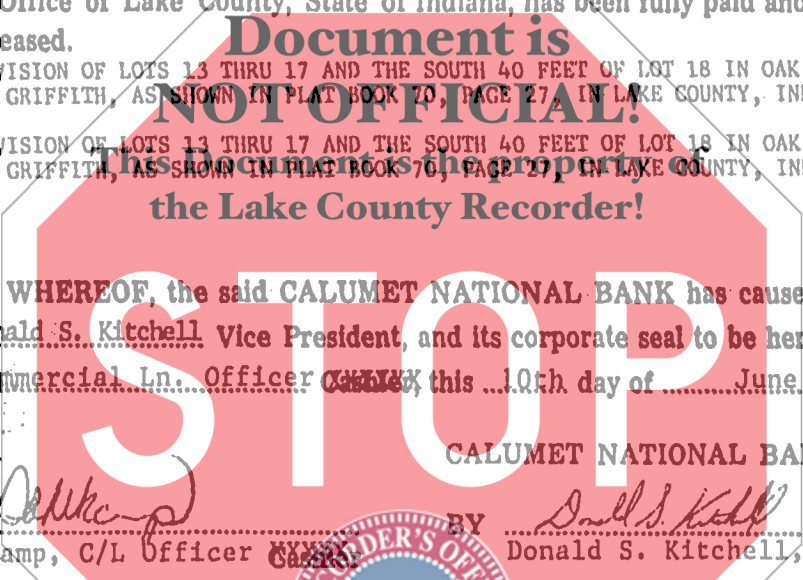 Office of Lake County, State of Indiana, has been fully paid and
eased.
Document is
VISION OF LOTS 13 THRU 17 AND THE SOUTH 40 FEET OF LOT 18 IN OAK
GRIFFITH, AS SHOWN IN PLAT BOOK 70, PAGE 27, IN LAKE COUNTY, IN
NOT OFFICIAL!
VISION OF LOTS 13 THRU 17 AND THE SOUTH 40 FEET OF LOT 18 IN OAK
GRIFFITH, AS SHOWN IN PLAT BOOK 70, PAGE 27, IN LAKE COUNTY, IN
This Document is the property of
the Lake County Recorder!
STOP
WHEREOF, the said CALUMET NATIONAL BANK has cause
ald S. Kitchell Vice President, and its corporate seal to be her
mmercial Ln. Officer Cashier, this 10th day of June
CALUMET NATIONAL BA
BY Donald S. Kitchell
amp, C/L Officer Cashier Donald S. Kitchell,
RDER'S OFF